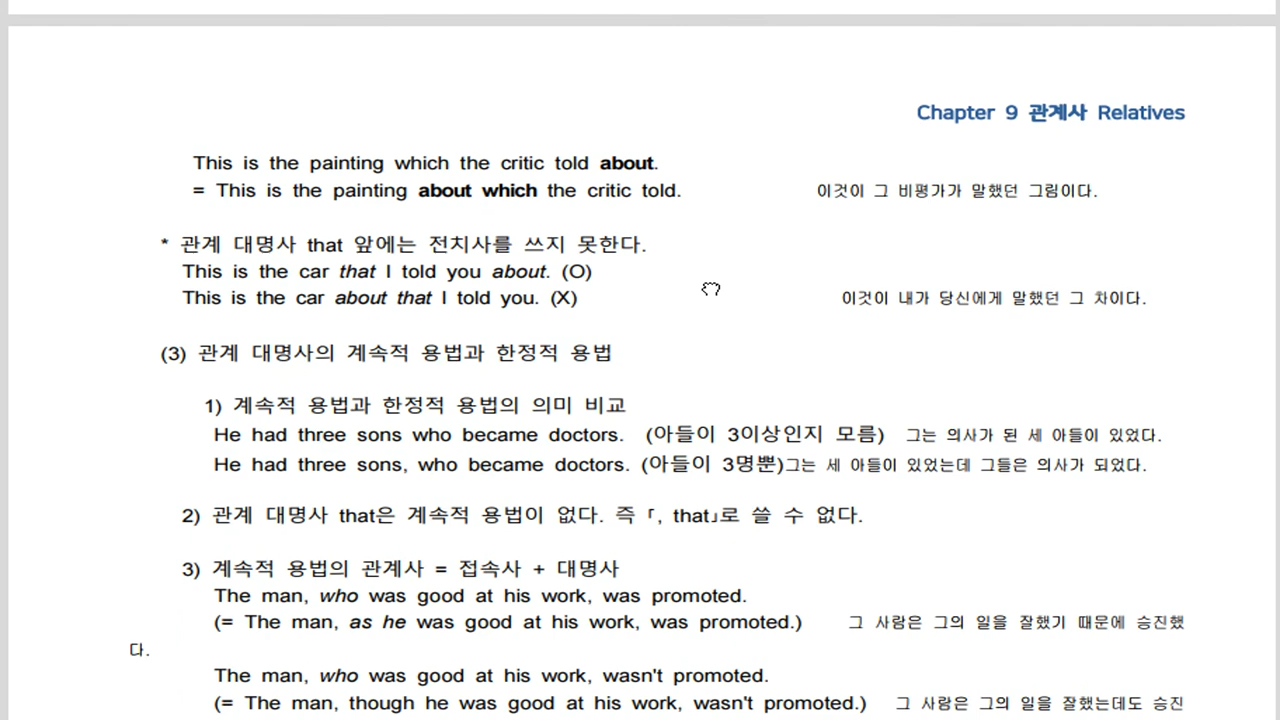 Chapter 9 관계사 Relatives
This is the painting which the critic told about.
= This is the painting about which the critic told. 이것이 그 비평가가 말했던 그림이다.
* 관계 대명사 that 앞에는 전치사를 쓰지 못한다.
This is the car that I told you about. (O)
This is the car about that I told you. (X) 이것이 내가 당신에게 말했던 그 차이다.
(3) 관계 대명사의 계속적 용법과 한정적 용법
1) 계속적 용법과 한정적 용법의 의미 비교
He had three sons who became doctors. (아들이 3이상인지 모름) 그는 의사가 된 세 아들이 있었다.
He had three sons, who became doctors. (아들이 3명뿐)그는 세 아들이 있었는데 그들은 의사가 되었다.
2) 관계 대명사 that은 계속적 용법이 없다. 즉 「, that」로 쓸 수 없다.
3) 계속적 용법의 관계사 = 접속사 + 대명사
The man, who was good at his work, was promoted.
(= The man, as he was good at his work, was promoted.) 그 사람은 그의 일을 잘했기 때문에 승진했
다.
The man, who was good at his work, wasn't promoted.
(= The man, though he was good at his work, wasn't promoted.) 그 사람은 그의 일을 잘했는데도 승진